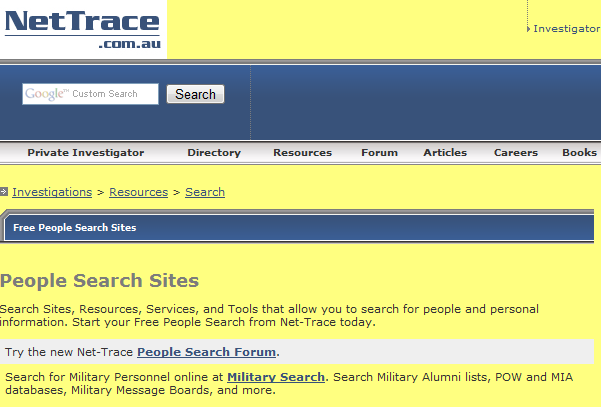 NetTrace
.com.au
Investigator
Google™ Custom Search Search
Private Investigator Directory Resources Forum Articles Careers Books
Investigations > Resources > Search
Free People Search Sites
People Search Sites
Search Sites, Resources, Services, and Tools that allow you to search for people and personal
information. Start your Free People Search from Net-Trace today.
Try the new Net-Trace People Search Forum.
Search for Military Personnel online at Military Search. Search Military Alumni lists, POW and MIA
databases, Military Message Boards, and more.